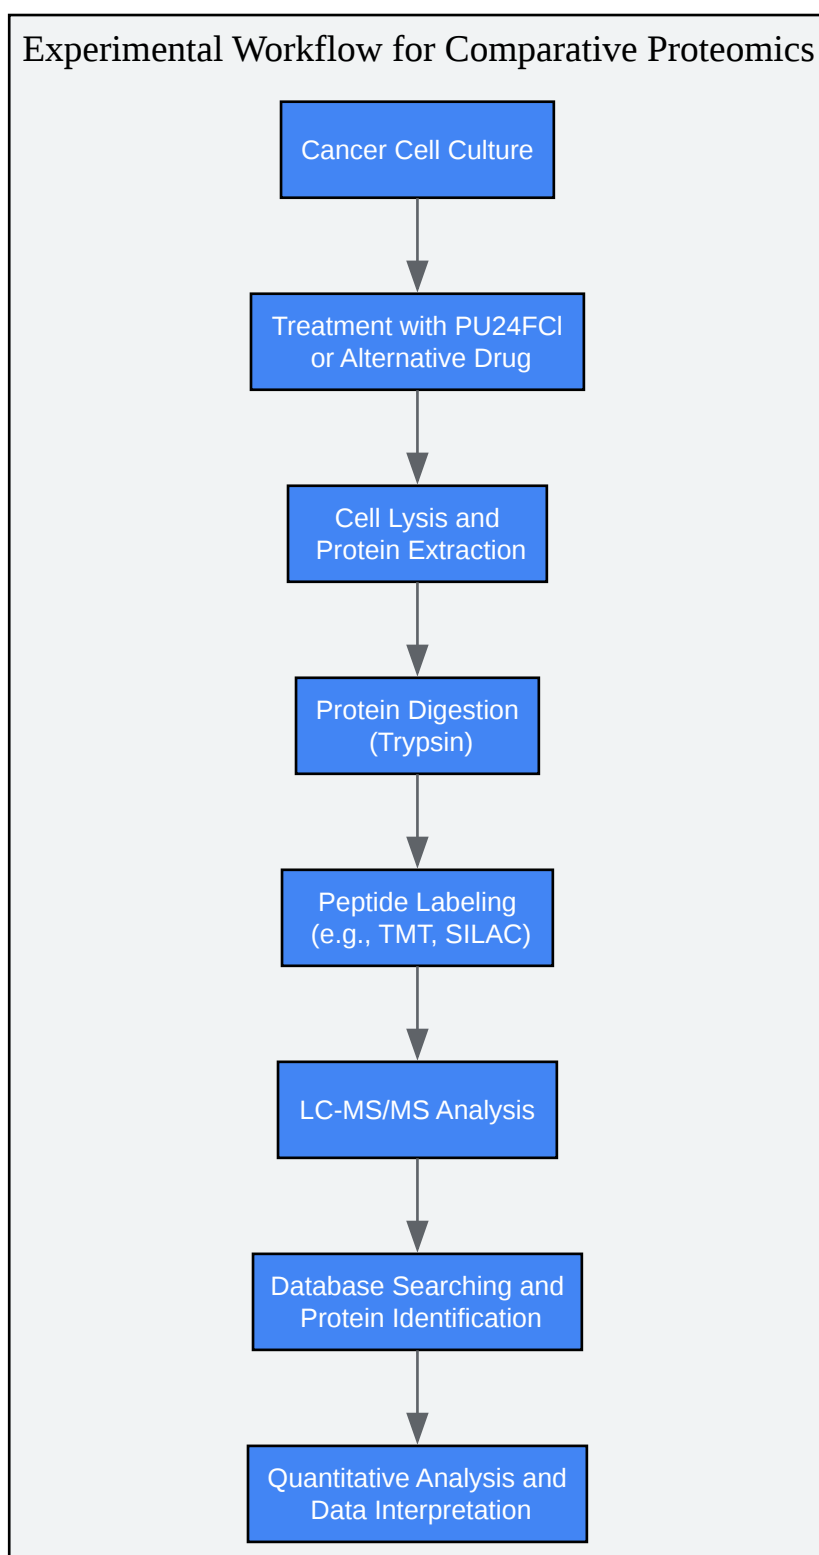 Experimental Workflow for Comparative Proteomics
Cancer Cell Culture
Treatment with PU24FCl
or Alternative Drug
Cell Lysis and
Protein Extraction
Protein Digestion
(Trypsin)
Peptide Labeling
(e.g., TMT, SILAC)
LC-MS/MS Analysis
Database Searching and
Protein Identification
Quantitative Analysis and
Data Interpretation